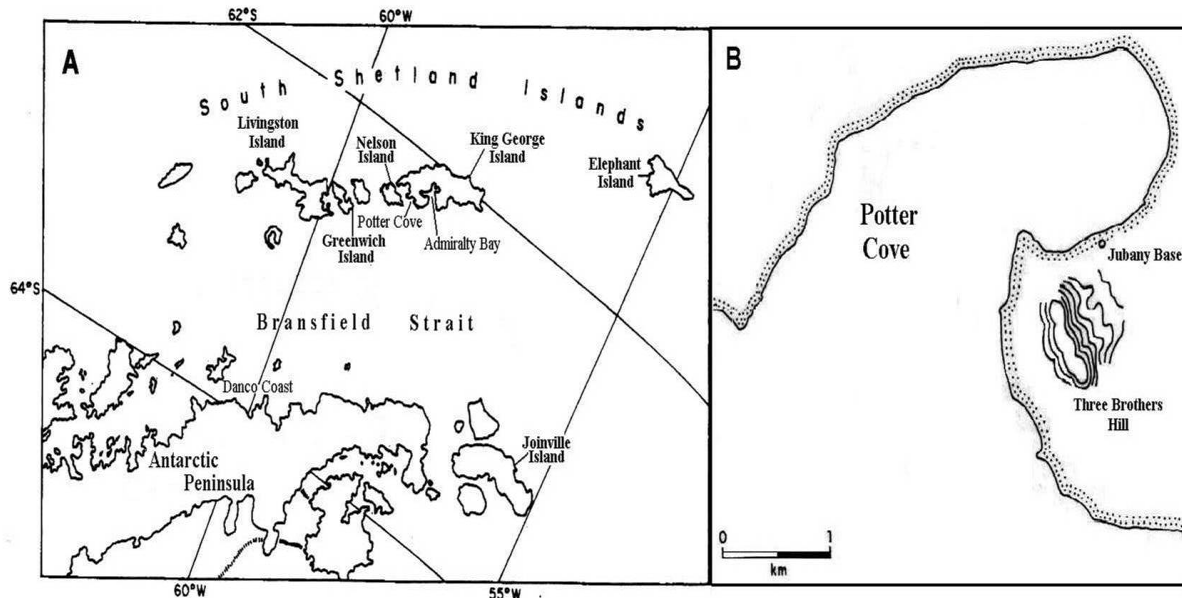 62°S
60°W
A
South Shetland Islands
Livingston
Island
Nelson
Island
King George
Island
Elephant
Island
Potter Cove
Greenwich
Island
Admiralty Bay
64°S
Bransfield Strait
Danco Coast
Antarctic
Peninsula
Joinville
Island
60°W
55°W
B
Potter
Cove
Jubany Base
Three Brothers
Hill
0 1
km